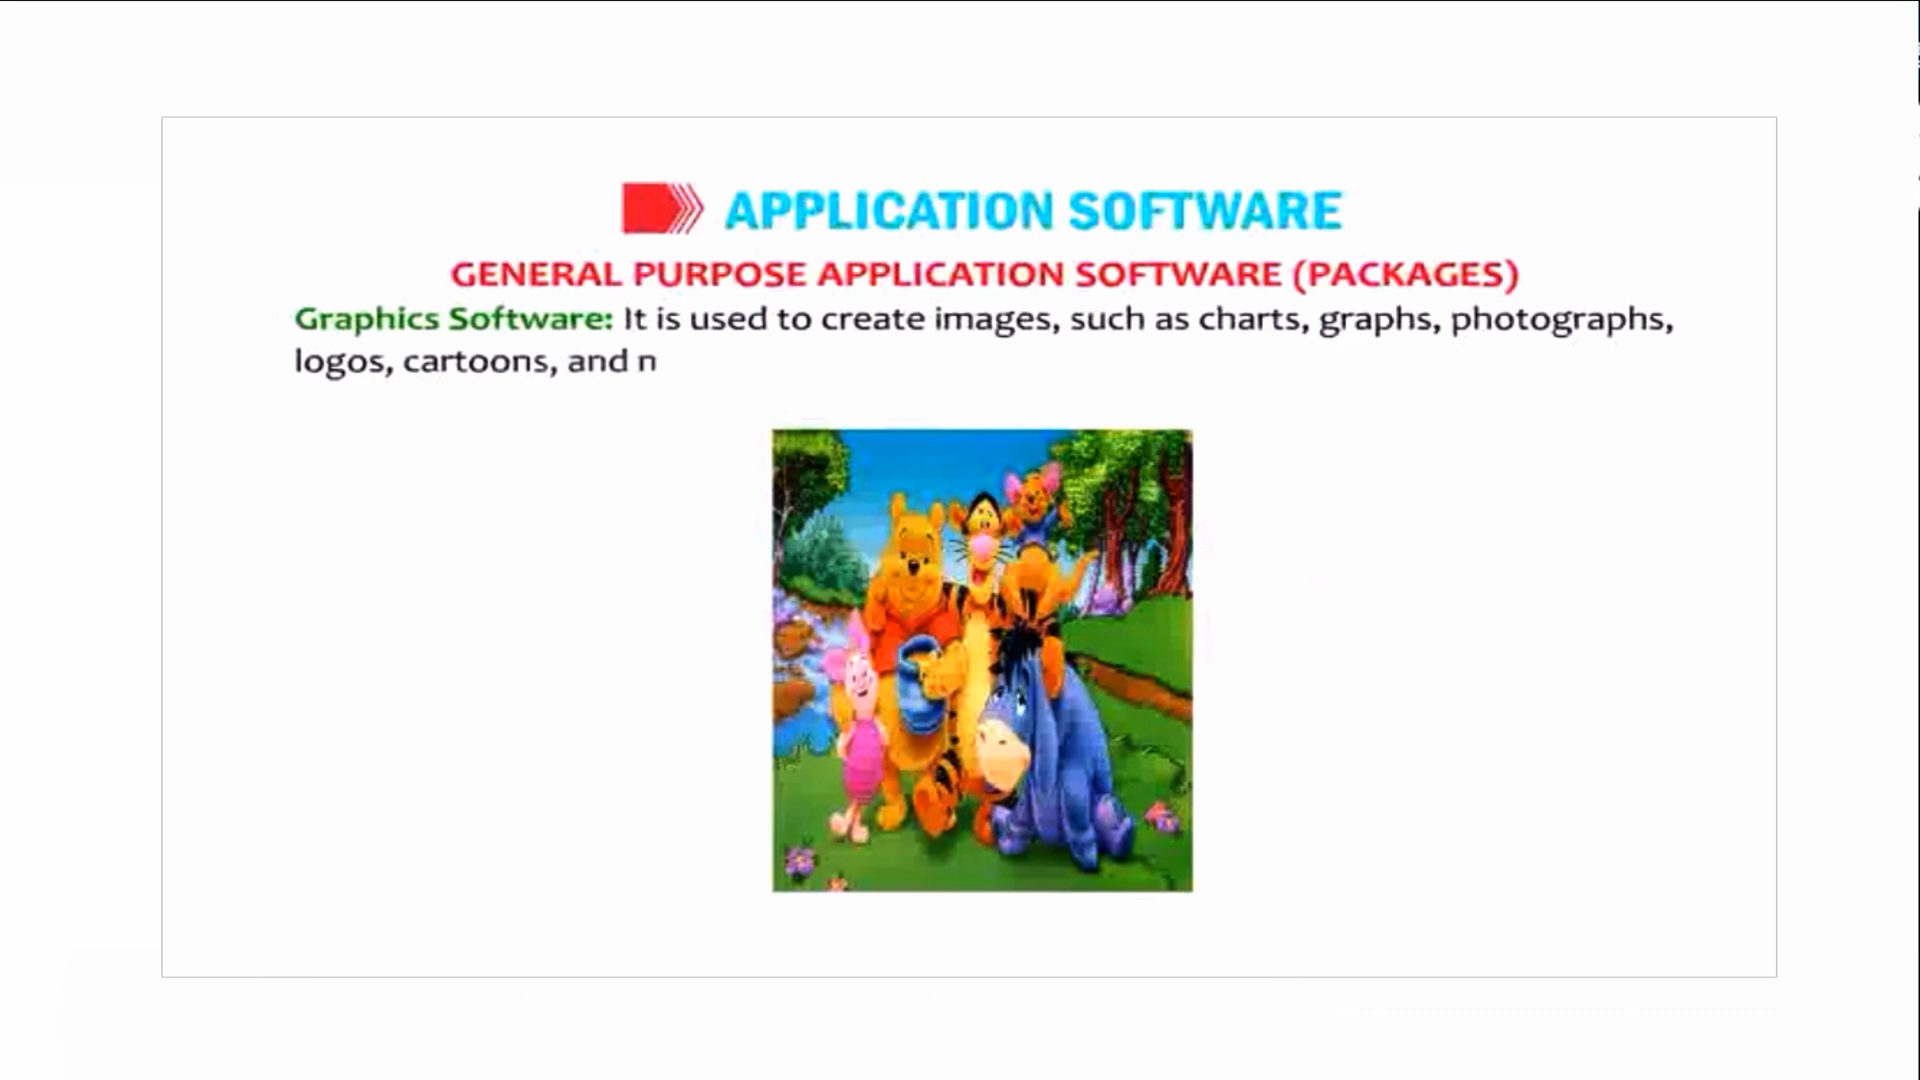 APPLICATION SOFTWARE
GENERAL PURPOSE APPLICATION SOFTWARE (PACKAGES)
Graphics Software: It is used to create images, such as charts, graphs, photographs,
logos, cartoons, and n